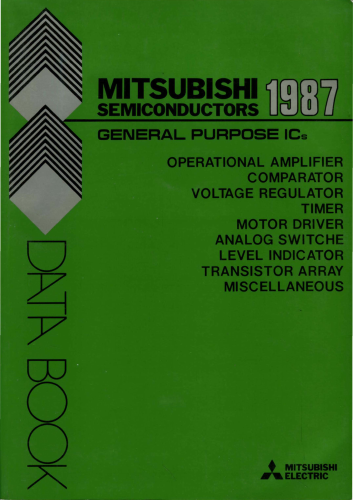 MITSUBISHI 1987
SEMICONDUCTORS
GENERAL PURPOSE ICs
OPERATIONAL AMPLIFIER
COMPARATOR
VOLTAGE REGULATOR
TIMER
MOTOR DRIVER
ANALOG SWITCHE
LEVEL INDICATOR
TRANSISTOR ARRAY
MISCELLANEOUS
DATA BOOK
MITSUBISHI
ELECTRIC